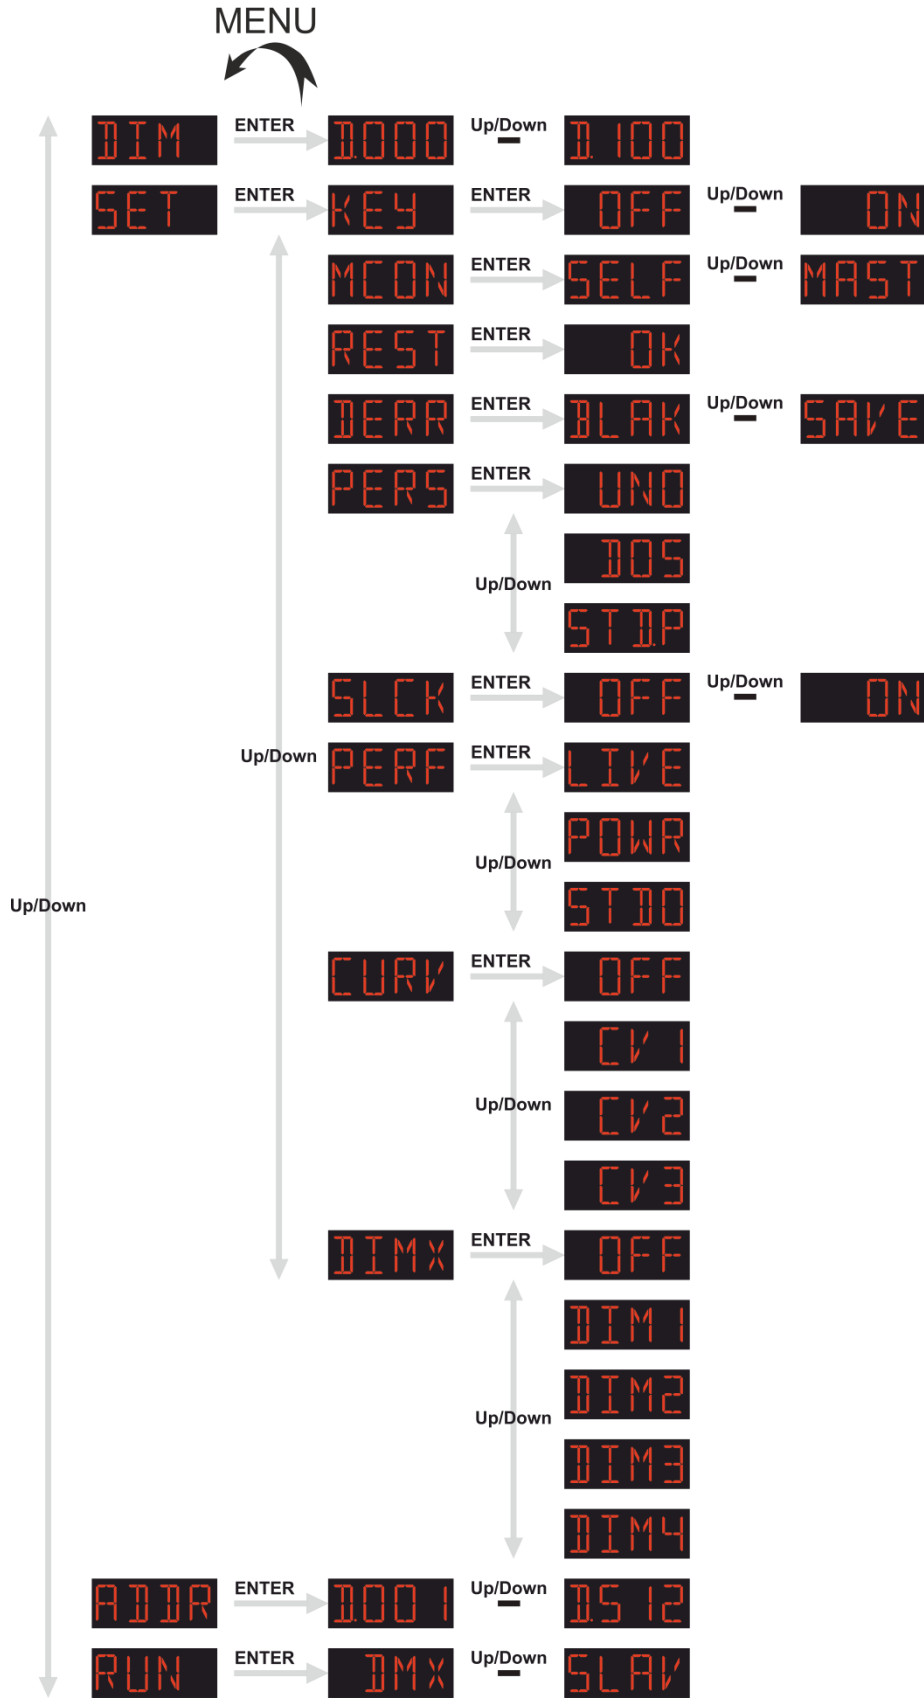 MENU
DIM ENTER D.000 Up/Down D.100
SET ENTER KEY ENTER OFF Up/Down ON
MCON ENTER SELF Up/Down MAST
REST ENTER OK
DERR ENTER BLAK Up/Down SAVE
PERS ENTER UNO
DOS
Up/Down
STD.P
SLCK ENTER OFF Up/Down ON
Up/Down PERF ENTER LIVE
POWR
Up/Down
STDO
Up/Down
CURV ENTER OFF
CV1
Up/Down CV2
CV3
DIMX ENTER OFF
DIM1
DIM2
Up/Down
DIM3
DIM4
ADDR ENTER D.001 Up/Down D.512
RUN ENTER DMX Up/Down SLAV